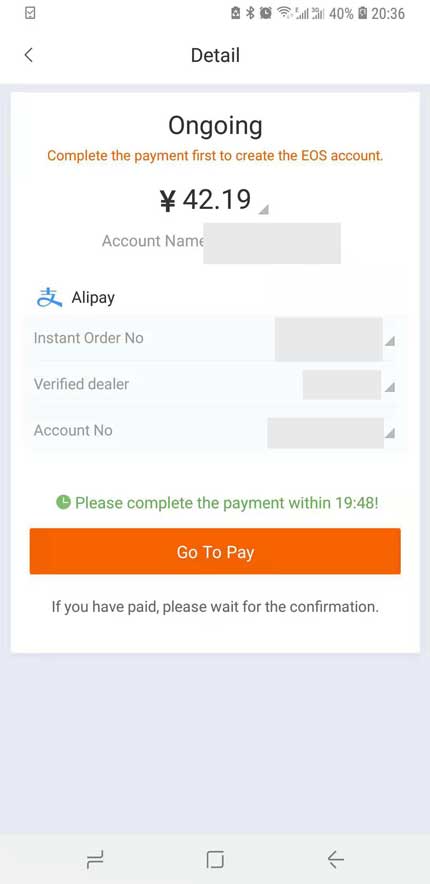 40% 20:36
Detail
Ongoing
Complete the payment first to create the EOS account.
¥ 42.19
Account Name
支 Alipay
Instant Order No
Verified dealer
Account No
Please complete the payment within 19:48!
Go To Pay
If you have paid, please wait for the confirmation.